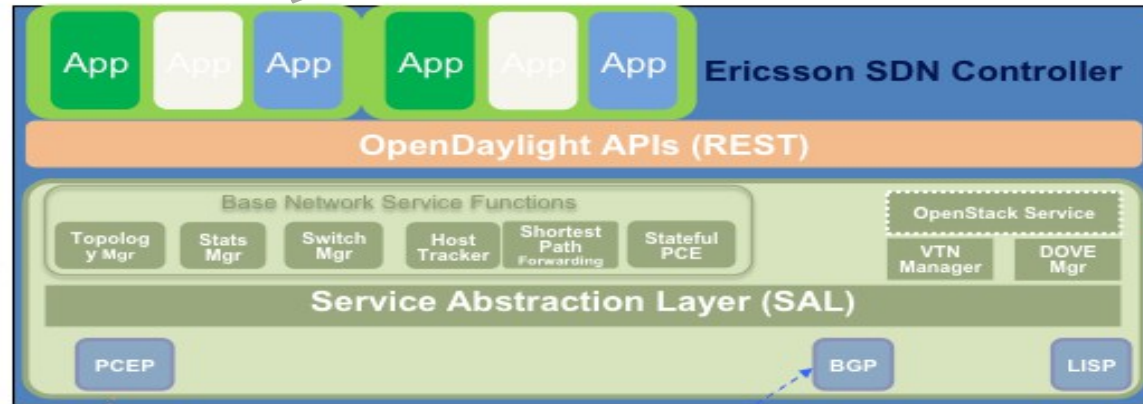 App App App App App App Ericsson SDN Controller
OpenDaylight APIs (REST)
Base Network Service Functions
OpenStack Service
Topolog
y Mgr
Stats
Mgr
Switch
Mgr
Host
Tracker
Shortest
Path
Forwarding
Stateful
PCE
VTN
Manager
DOVE
Mgr
Service Abstraction Layer (SAL)
PCEP BGP LISP